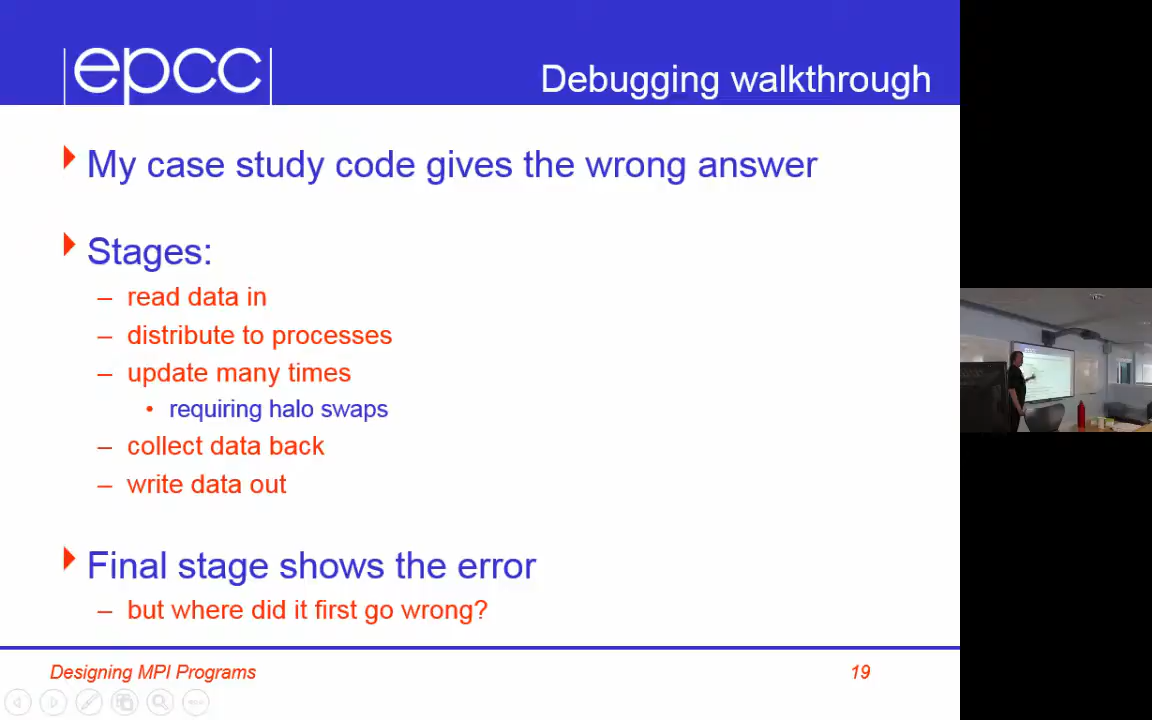 epcc
Debugging walkthrough
My case study code gives the wrong answer
Stages:
– read data in
– distribute to processes
– update many times
• requiring halo swaps
– collect data back
– write data out
Final stage shows the error
– but where did it first go wrong?
Designing MPI Programs
19